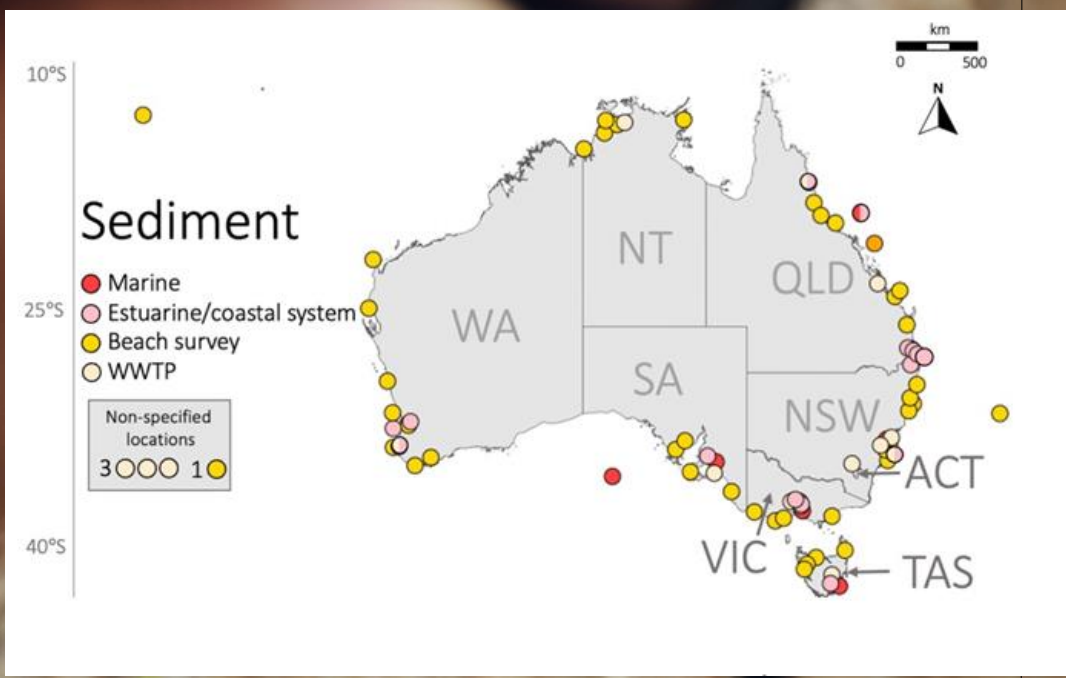 km
0 500
N
10°S
25°S
40°S
Sediment
Marine
Estuarine/coastal system
Beach survey
WWTP
Non-specified
locations
3 1
WA
NT
QLD
SA
NSW
ACT
VIC
TAS